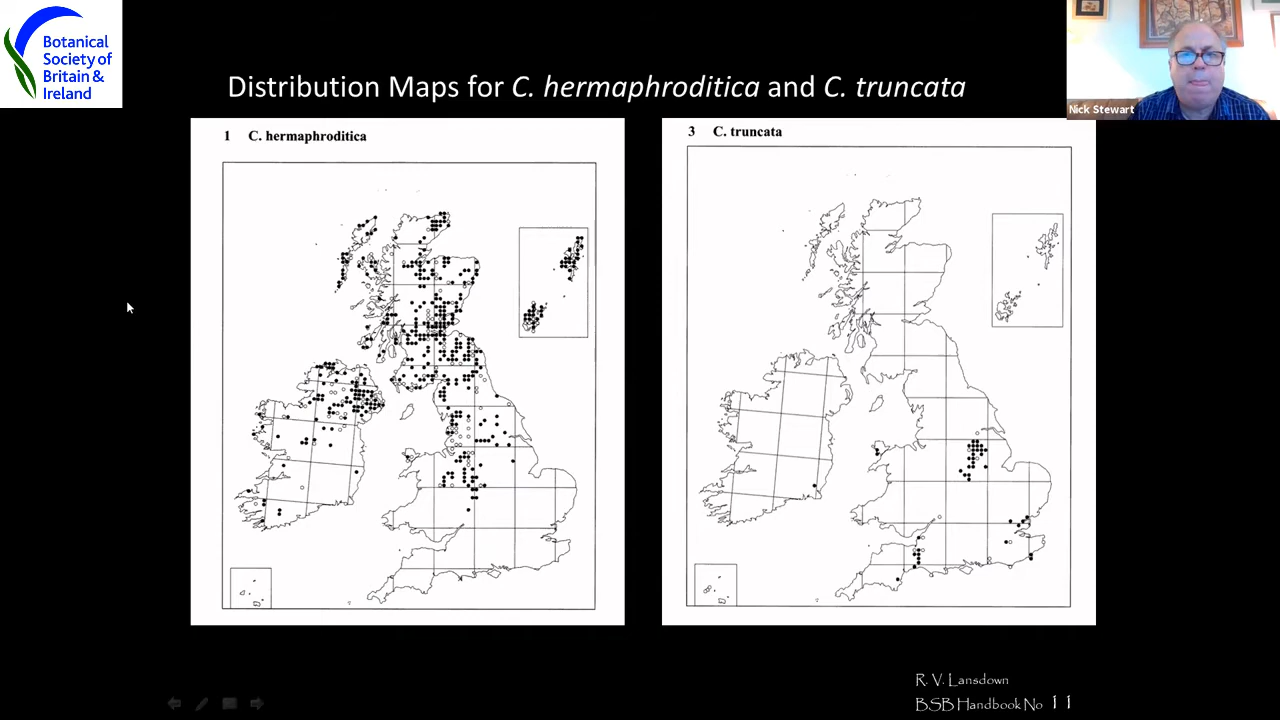 Botanical
Society of
Britain &
Ireland
Distribution Maps for C. hermaphroditica and C. truncata
Nick Stewart
1 C. hermaphroditica
3 C. truncata
R. V. Lansdown
BSB Handbook No 11